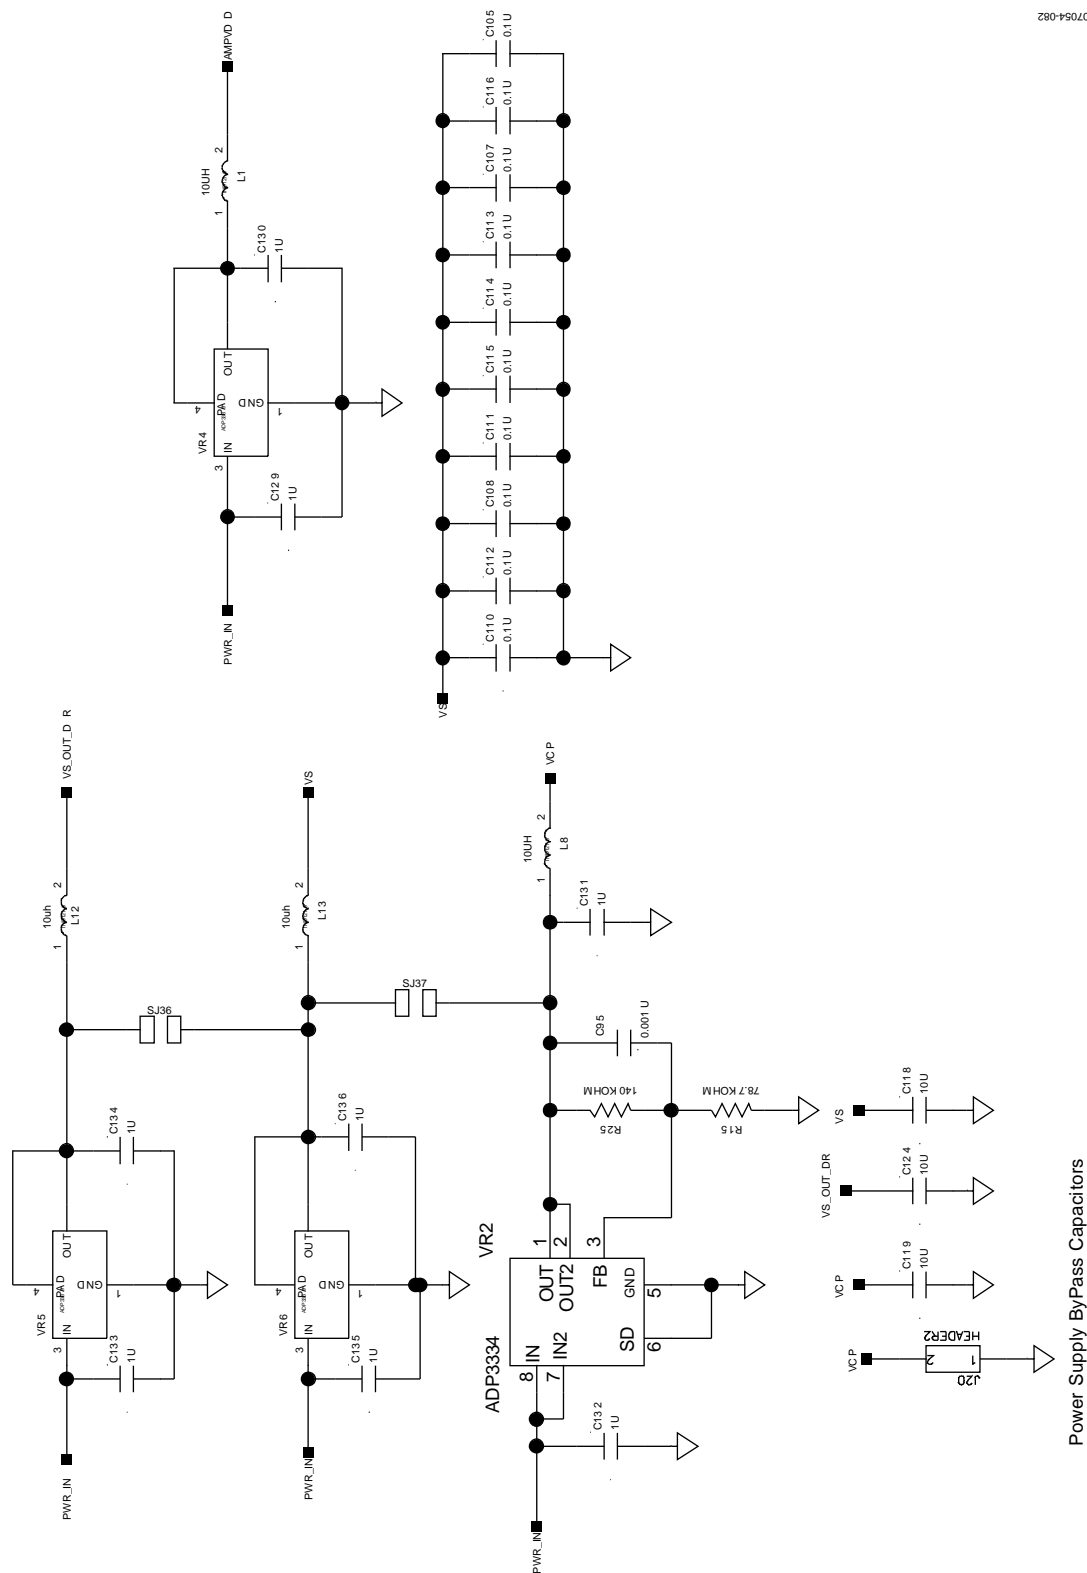 07054-082
PWR_IN
VR5
3
IN
PAD
4
OUT
GND
1
C133
1U
C134
1U
SJ36
1
10uh
L12
2
VS_OUT_DR
PWR_IN
VR6
3
IN
PAD
4
OUT
GND
1
C135
1U
C136
1U
SJ37
1
10uh
L13
2
VS
PWR_IN
C132
1U
ADP3334
VR2
8
IN
7
IN2
OUT
1
OUT2
2
FB
3
GND
5
SD
6
R25
140 KOHM
C95
0.001 U
R15
78.7 KOHM
C131
1U
1
10UH
L8
2
VCP
PWR_IN
VR4
3
IN
PAD
4
OUT
GND
1
C129
1U
C130
1U
1
10UH
L1
2
AMPVDD
VS
C110
0.1U
C112
0.1U
C108
0.1U
C111
0.1U
C115
0.1U
C114
0.1U
C113
0.1U
C107
0.1U
C116
0.1U
C105
0.1U
VCP
2
1
J20
HEADER2
VCP
C119
10U
VS_OUT_DR
C124
10U
VS
C118
10U
Power Supply ByPass Capacitors